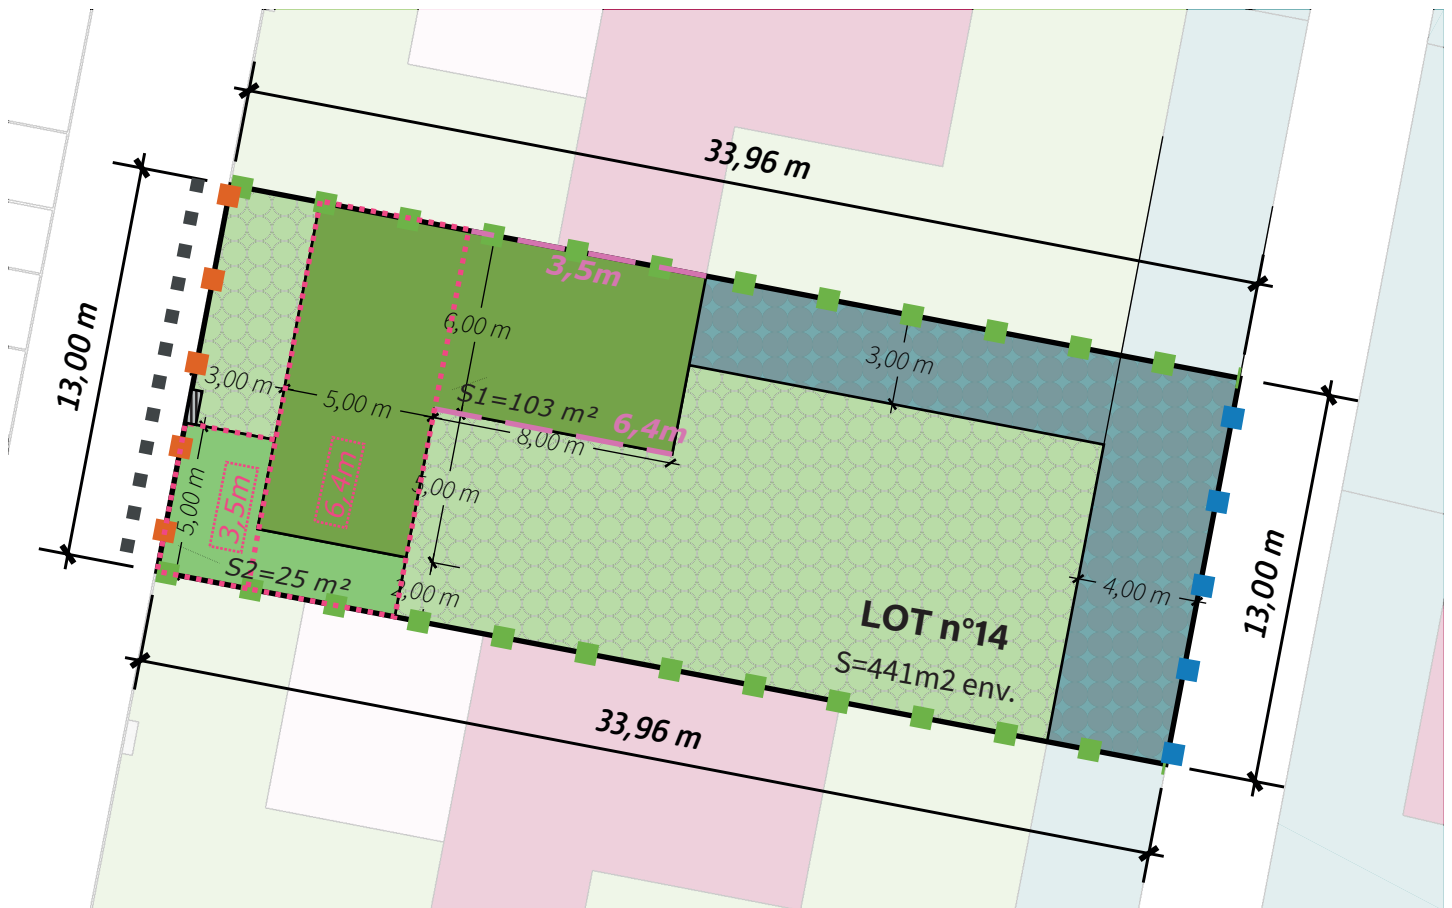 33,96 m
13,00 m
3,5m
6,00 m
3,00 m
3,00 m
5,00 m
S1=103 m²
6,4m
8,00 m
6,4m
3,5m
5,00 m
5,00 m
S2=25 m²
2,00 m
4,00 m
13,00 m
LOT n°14
S=441m2 env.
33,96 m